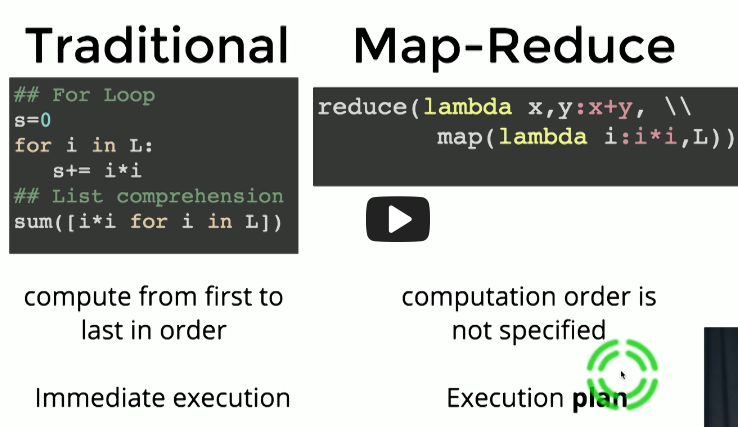 Traditional
## For Loop
s=0
for i in L:
    s+= i*i
## List comprehension
sum([i*i for i in L])
compute from first to
last in order
Immediate execution
Map-Reduce
reduce(lambda x,y:x+y, \\
        map(lambda i:i*i,L))
computation order is
not specified
Execution plan